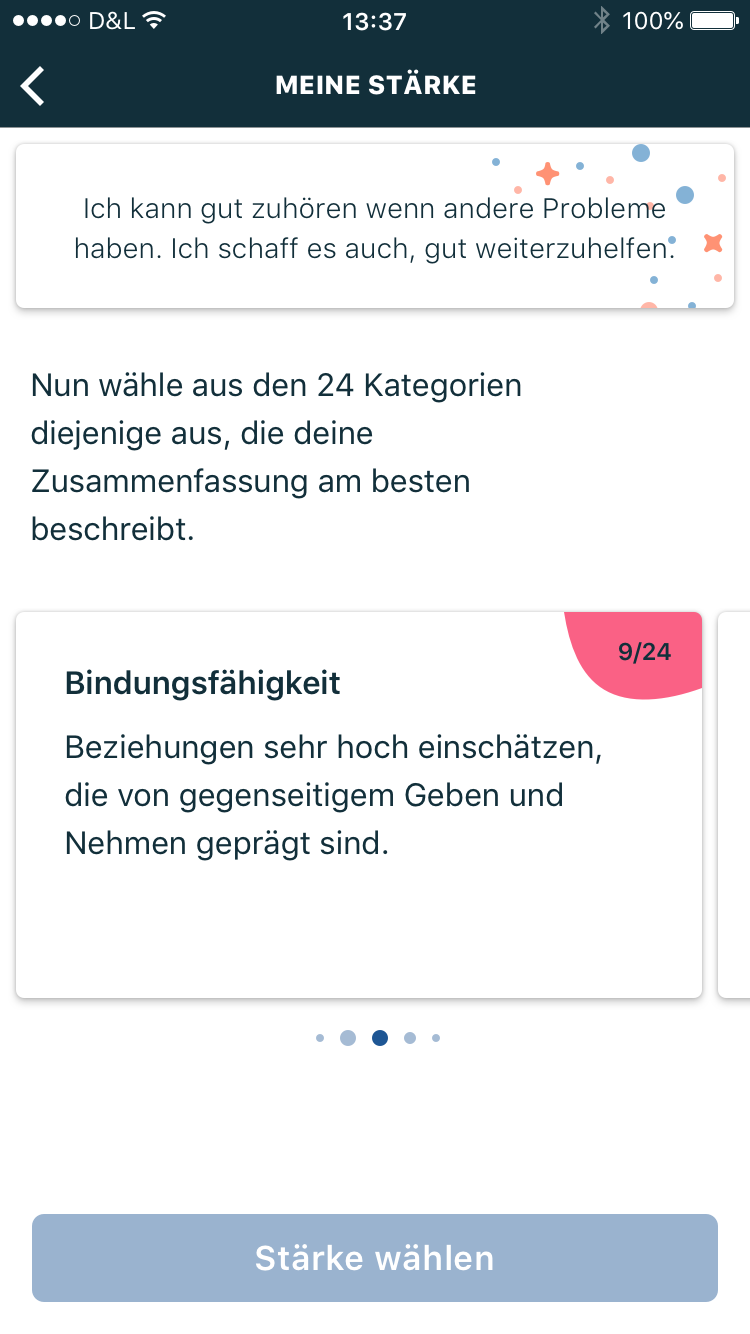 D&L 13:37 100%
MEINE STÄRKE
Ich kann gut zuhören wenn andere Probleme
haben. Ich schaff es auch, gut weiterzuhelfen.
Nun wähle aus den 24 Kategorien
diejenige aus, die deine
Zusammenfassung am besten
beschreibt.
9/24
Bindungsfähigkeit
Beziehungen sehr hoch einschätzen,
die von gegenseitigem Geben und
Nehmen geprägt sind.
Stärke wählen